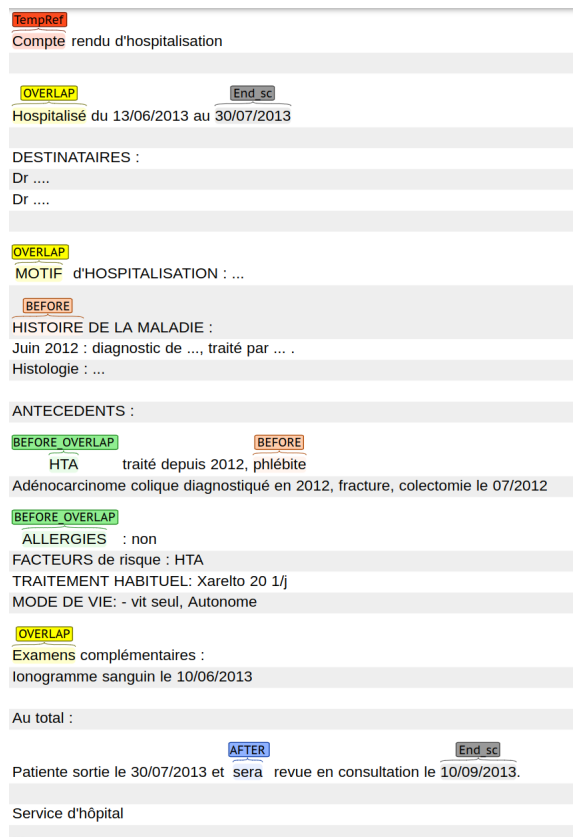 TempRef
Compte rendu d'hospitalisation
OVERLAP End_sc
Hospitalisé du 13/06/2013 au 30/07/2013
DESTINATAIRES :
Dr ....
Dr ....
OVERLAP
MOTIF d'HOSPITALISATION : ...
BEFORE
HISTOIRE DE LA MALADIE :
Juin 2012 : diagnostic de ..., traité par ... .
Histologie : ...
ANTECEDENTS :
BEFORE_OVERLAP BEFORE
HTA traité depuis 2012, phlébite
Adénocarcinome colique diagnostiqué en 2012, fracture, colectomie le 07/2012
BEFORE_OVERLAP
ALLERGIES : non
FACTEURS de risque : HTA
TRAITEMENT HABITUEL: Xarelto 20 1/j
MODE DE VIE: - vit seul, Autonome
OVERLAP
Examens complémentaires :
Ionogramme sanguin le 10/06/2013
Au total :
AFTER End_sc
Patiente sortie le 30/07/2013 et sera revue en consultation le 10/09/2013.
Service d'hôpital